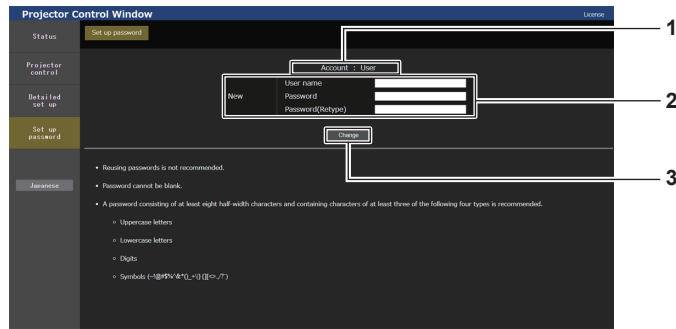 Projector Control Window
License
Status
Set up password
1
Projector
control
Account : User
User name
New
Password
Password(Retype)
2
Detailed
set up
Set up
password
Change
3
• Reusing passwords is not recommended.
Japanese
• Password cannot be blank.
• A password consisting of at least eight half-width characters and containing characters of at least three of the following four types is recommended.
Uppercase letters
Lowercase letters
Digits
Symbols